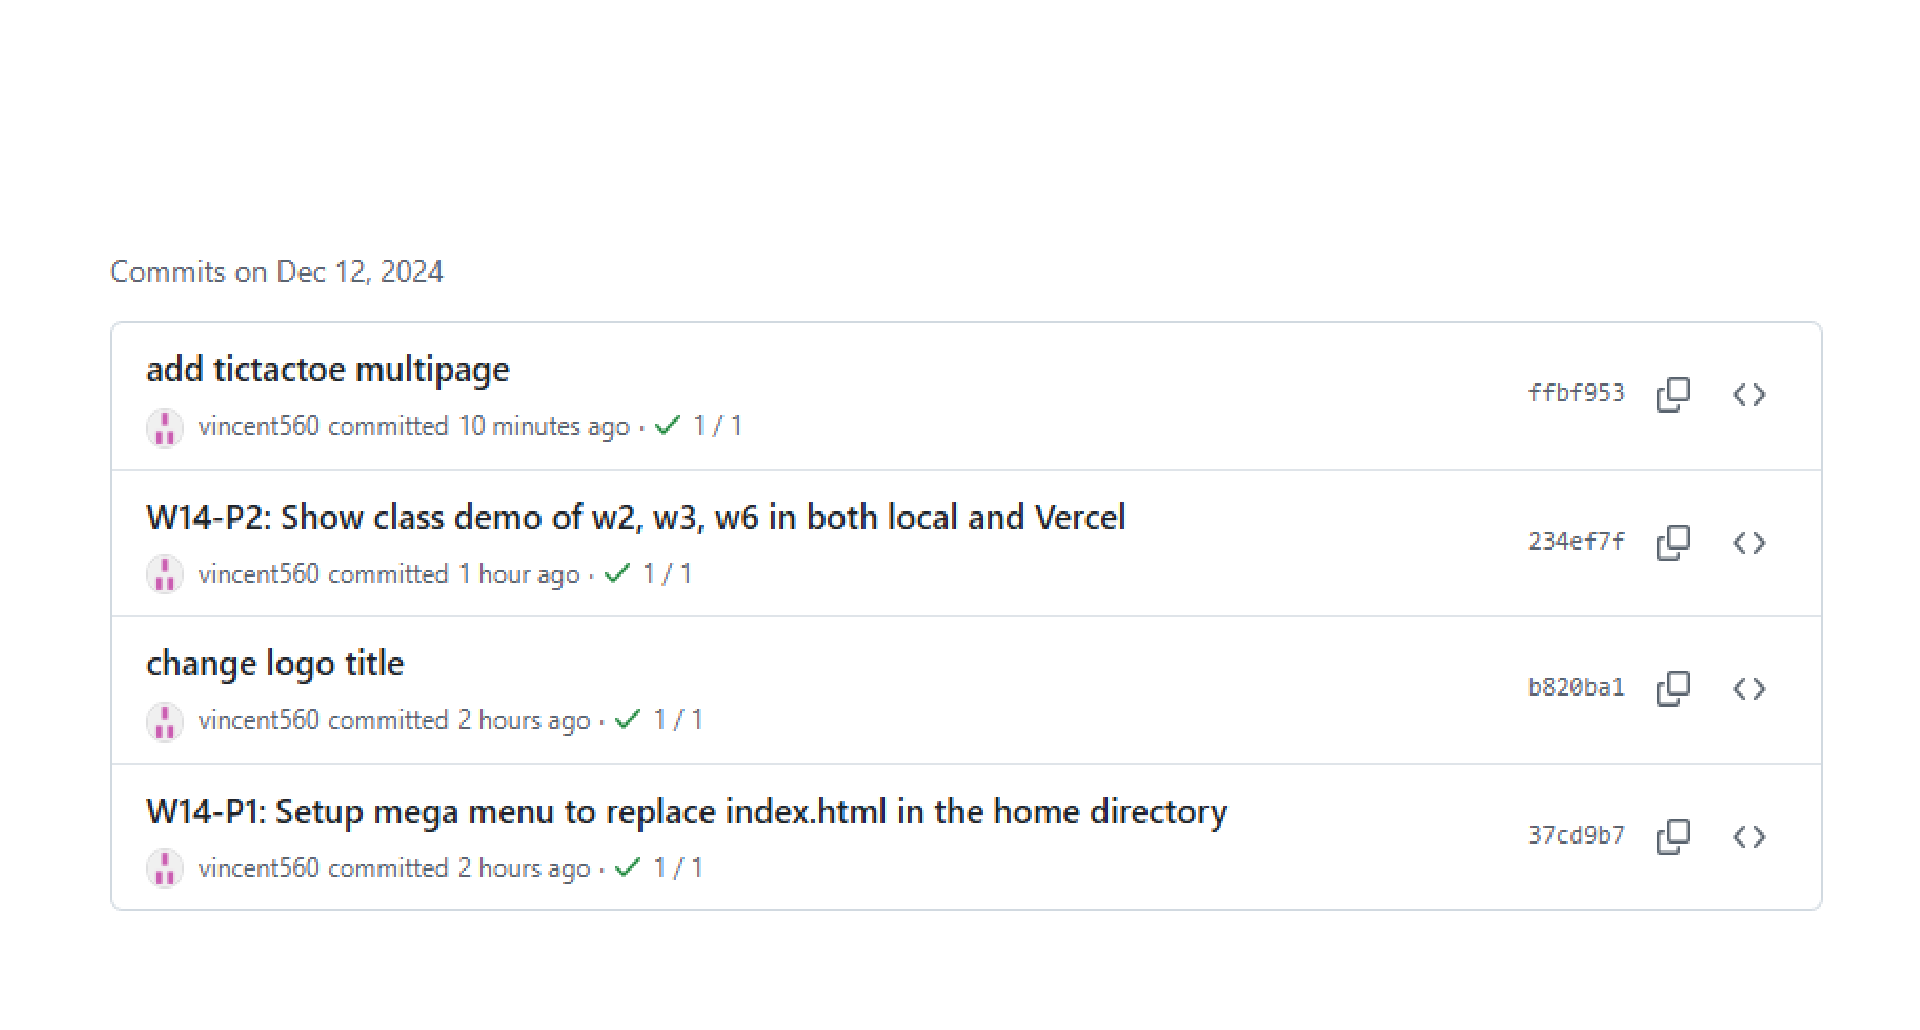 Commits on Dec 12, 2024
add tictactoe multipage
ffbf953
vincent560 committed 10 minutes ago · ✓ 1 / 1
W14-P2: Show class demo of w2, w3, w6 in both local and Vercel
234ef7f
vincent560 committed 1 hour ago · ✓ 1 / 1
change logo title
b820ba1
vincent560 committed 2 hours ago · ✓ 1 / 1
W14-P1: Setup mega menu to replace index.html in the home directory
37cd9b7
vincent560 committed 2 hours ago · ✓ 1 / 1